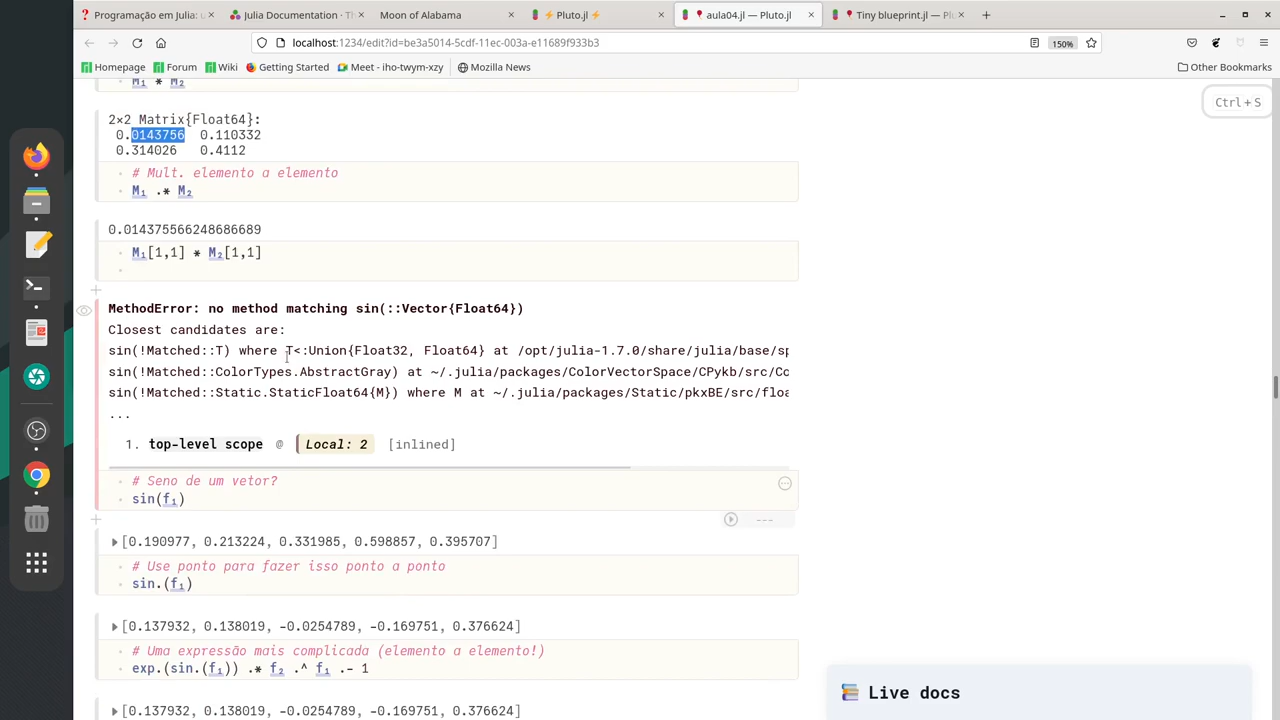 Programação em Julia: u
Julia Documentation · T
Moon of Alabama
⚡ Pluto.jl ⚡
aula04.jl — Pluto.jl
Tiny blueprint.jl — Plu
localhost:1234/edit?id=be3a5014-5cdf-11ec-003a-e11689f933b3
150%
Homepage
Forum
Wiki
Getting Started
Meet - iho-twym-xzy
Mozilla News
Other Bookmarks
M₁ * M₂
Ctrl + S
2×2 Matrix{Float64}:
0.0143756 0.110332
0.314026 0.4112
# Mult. elemento a elemento
M₁ .* M₂
0.014375566248686689
M₁[1,1] * M₂[1,1]
MethodError: no method matching sin(::Vector{Float64})
Closest candidates are:
sin(!Matched::T) where T<:Union{Float32, Float64} at /opt/julia-1.7.0/share/julia/base/sp
sin(!Matched::ColorTypes.AbstractGray) at ~/.julia/packages/ColorVectorSpace/CPykb/src/Co
sin(!Matched::Static.StaticFloat64{M}) where M at ~/.julia/packages/Static/pkxBE/src/floa
...
1. top-level scope @ Local: 2 [inlined]
# Seno de um vetor?
sin(f₁)
---
[0.190977, 0.213224, 0.331985, 0.598857, 0.395707]
# Use ponto para fazer isso ponto a ponto
sin.(f₁)
[0.137932, 0.138019, -0.0254789, -0.169751, 0.376624]
# Uma expressão mais complicada (elemento a elemento!)
exp.(sin.(f₁)) .* f₂ .^ f₁ .- 1
Live docs
[0.137932, 0.138019, -0.0254789, -0.169751, 0.376624]